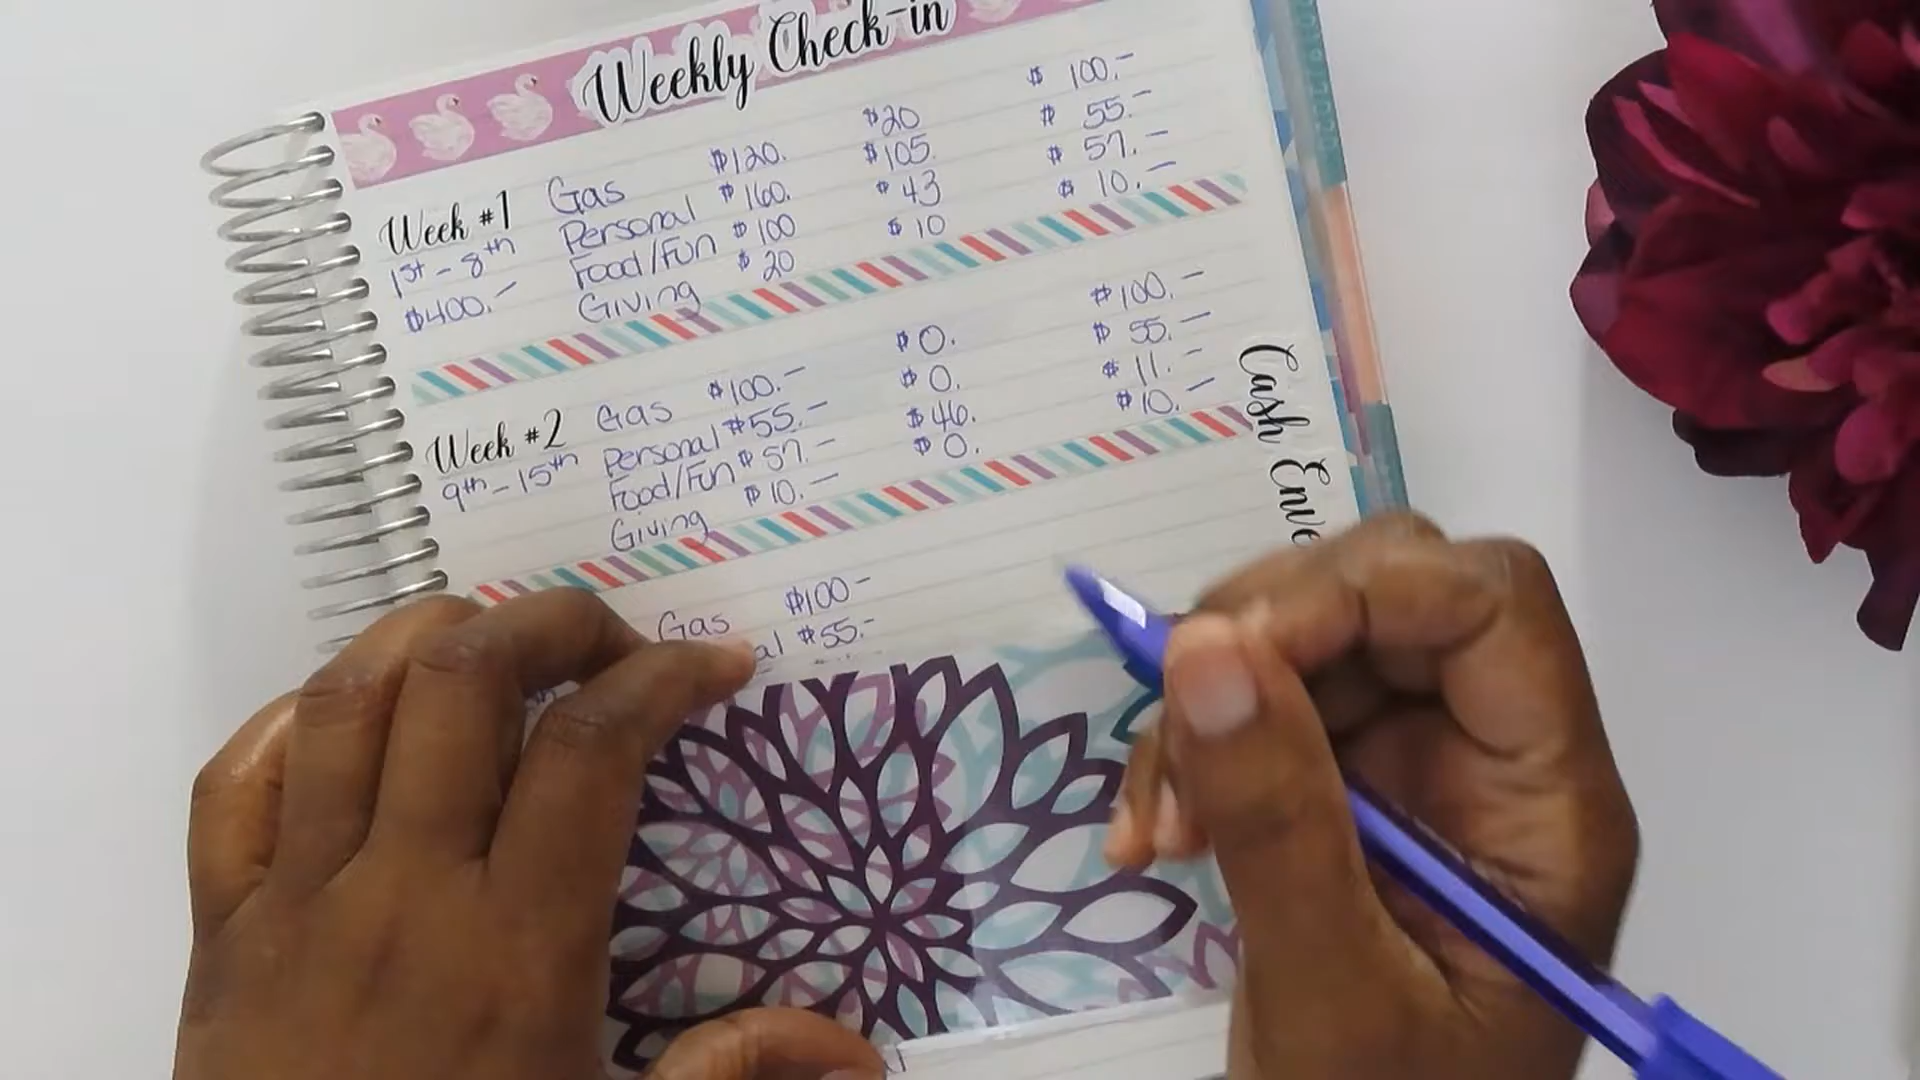 Weekly Check-in
Week #1 Gas $120. $20 $100.-
1st - 8th Personal $160. $105. $55.-
$400.- Food/Fun $100 $43 $57.-
Giving $20 $10 $10.-
Week #2 Gas $100.- $0. $100.-
9th - 15th Personal $55.- $0. $55.-
Food/Fun $57.- $46. $11.-
Giving $10.- $0. $10.-
Gas $100-
al $55.-
Cash Enve